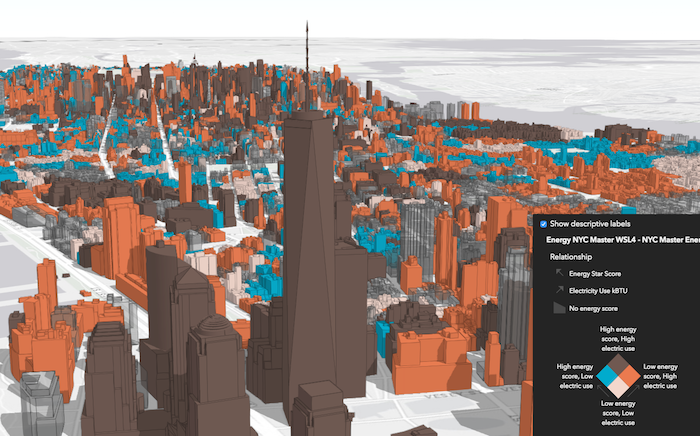 Show descriptive labels
Energy NYC Master WSL4 - NYC Master Ener
Relationship
Energy Star Score
Electricity Use kBTU
No energy score
High energy
score, High
electric use
High energy
score, Low
electric use
Low energy
score, High
electric use
Low energy
score, Low
electric use